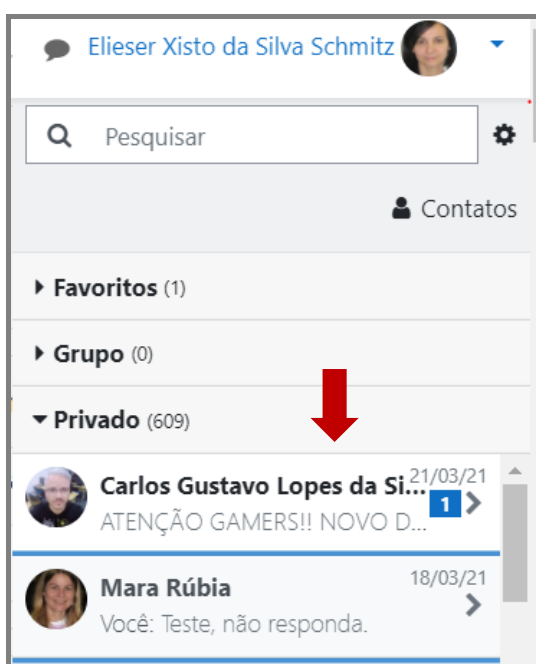 Elieser Xisto da Silva Schmitz
Pesquisar
Contatos
Favoritos (1)
Grupo (0)
Privado (609)
Carlos Gustavo Lopes da Si... 21/03/21
ATENÇÃO GAMERS!! NOVO D... 1
Mara Rúbia 18/03/21
Você: Teste, não responda.